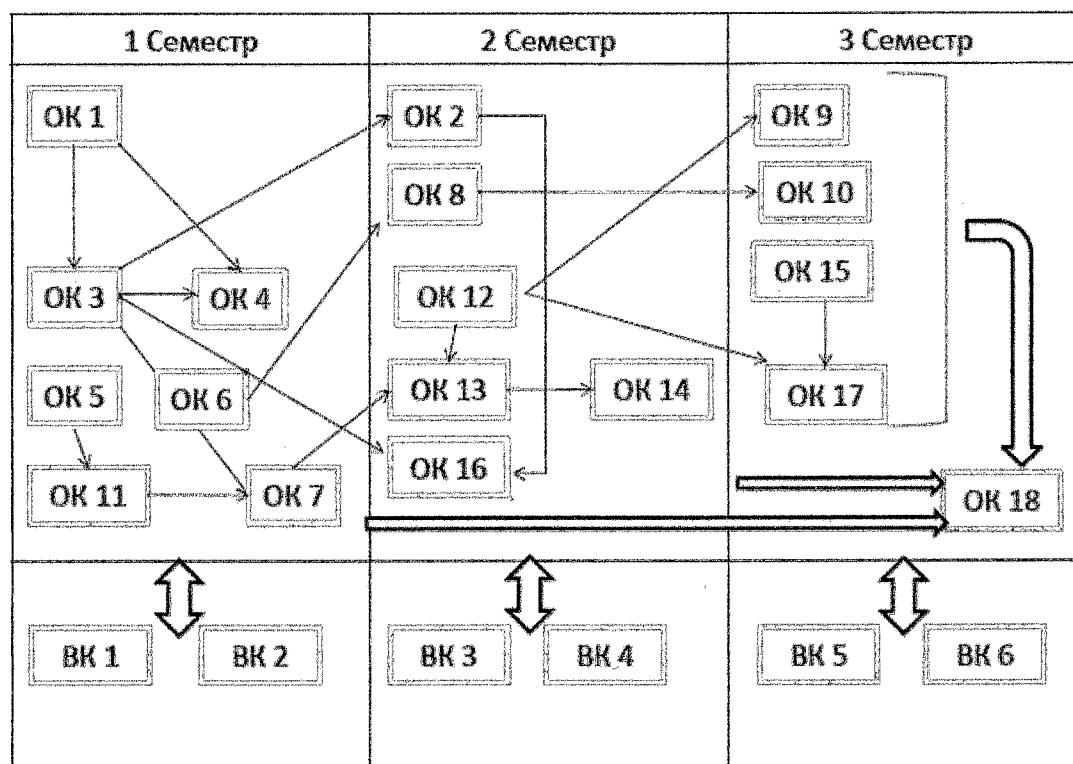 1 Семестр
2 Семестр
3 Семестр
ОК 1
ОК 2
ОК 9
ОК 8
ОК 10
ОК 3
ОК 4
ОК 12
ОК 15
ОК 5
ОК 6
ОК 13
ОК 14
ОК 17
ОК 11
ОК 7
ОК 16
ОК 18
ВК 1
ВК 2
ВК 3
ВК 4
ВК 5
ВК 6